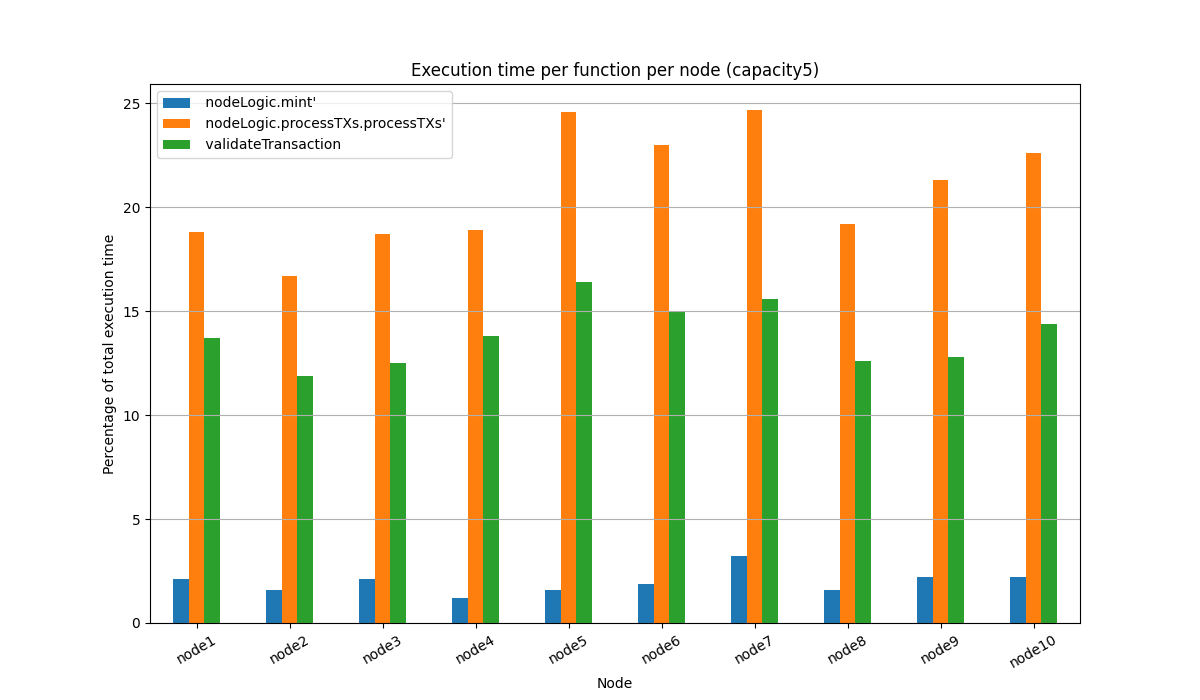 Execution time per function per node (capacity5)
nodeLogic.mint'
nodeLogic.processTXs.processTXs'
validateTransaction
Percentage of total execution time
25
20
15
10
5
0
node1
node2
node3
node4
node5
node6
node7
node8
node9
node10
Node